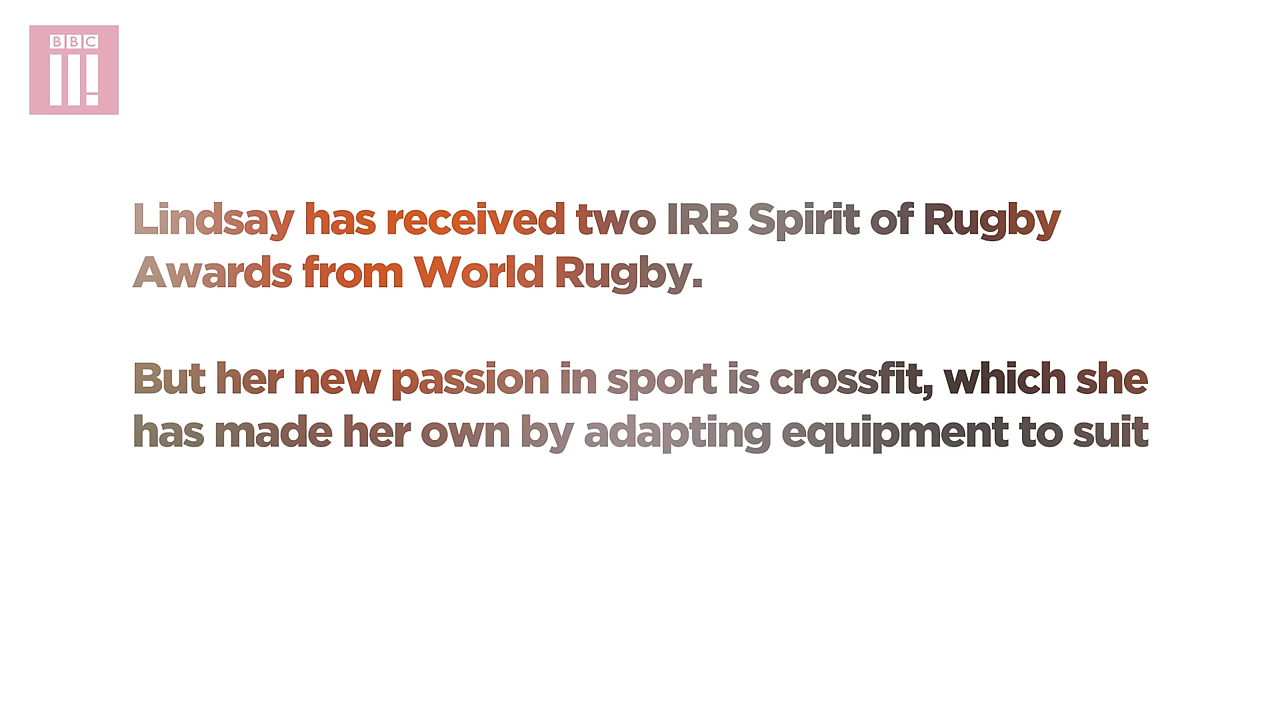 BBC
Lindsay has received two IRB Spirit of Rugby
Awards from World Rugby.
But her new passion in sport is crossfit, which she
has made her own by adapting equipment to suit